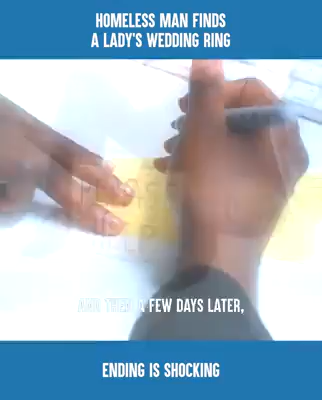 HOMELESS MAN FINDS
A LADY'S WEDDING RING
AND THEN A FEW DAYS LATER,
ENDING IS SHOCKING